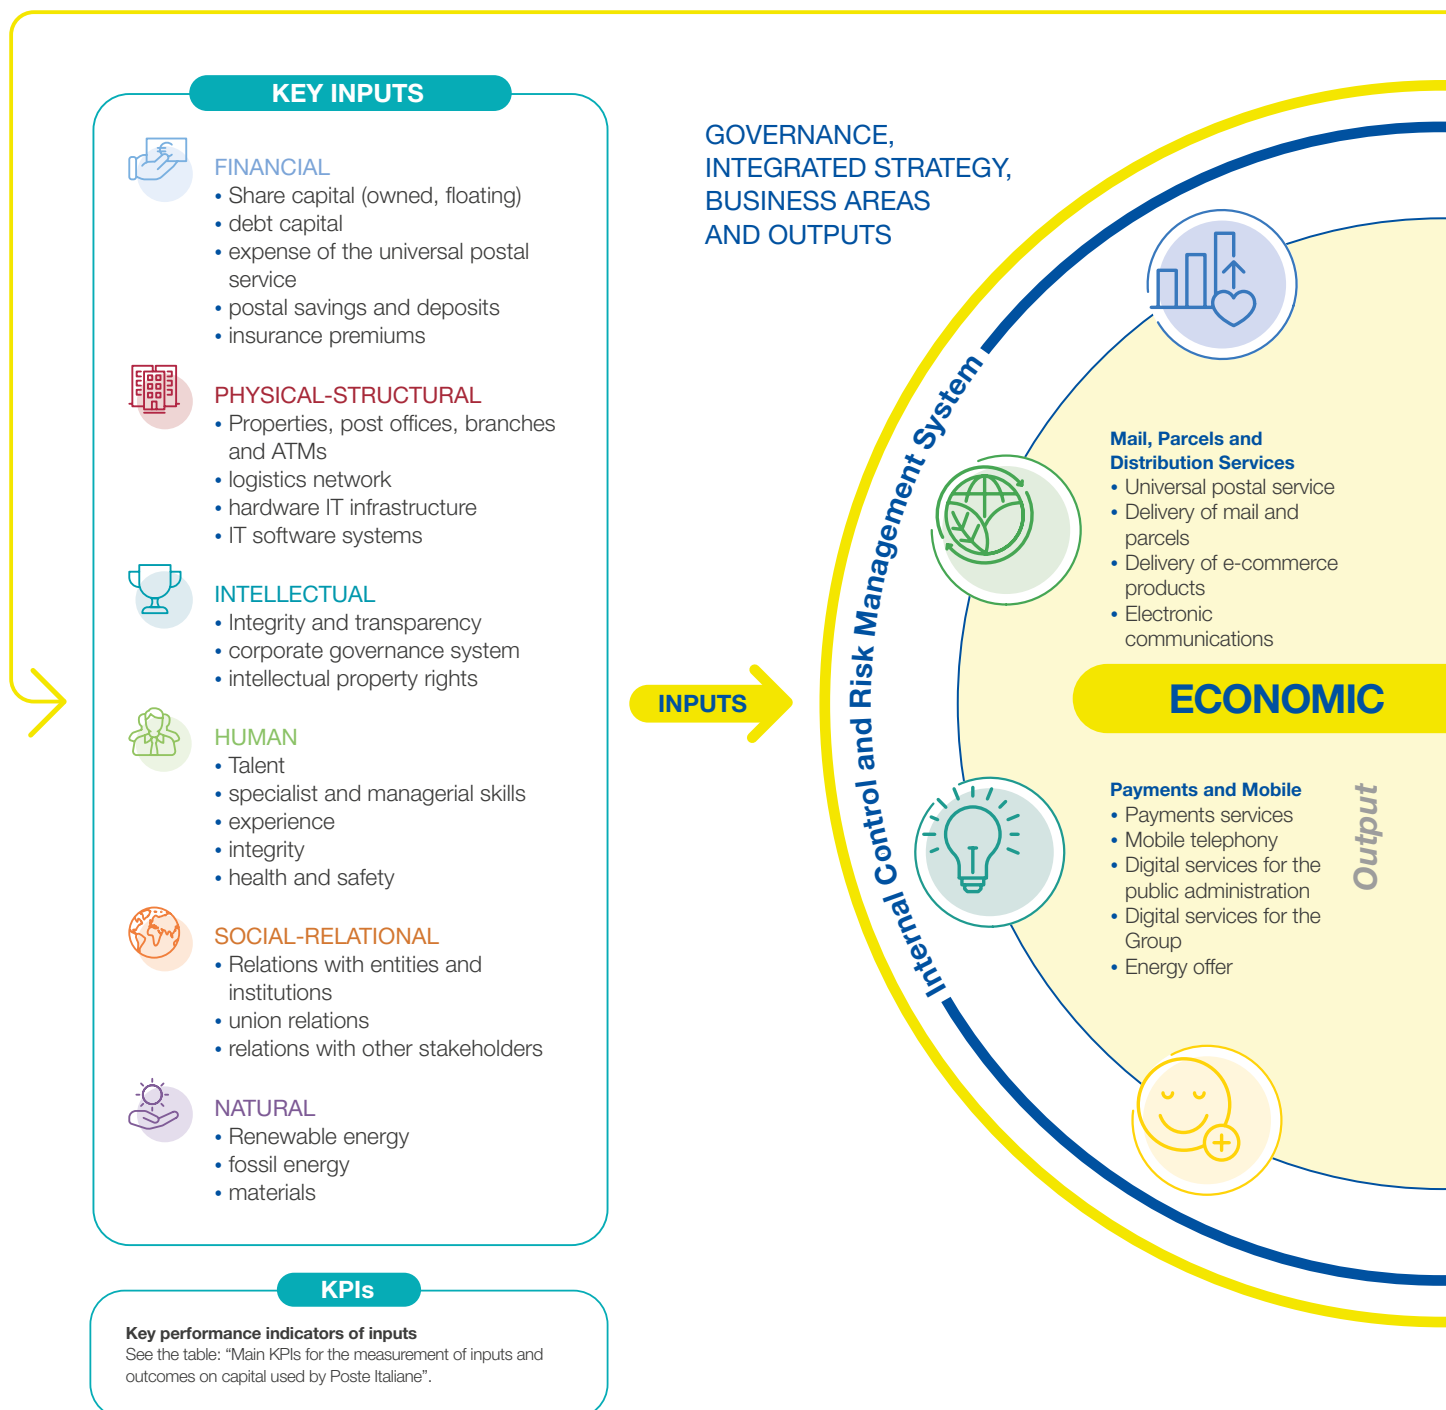 KEY INPUTS
FINANCIAL
• Share capital (owned, floating)
• debt capital
• expense of the universal postal
service
• postal savings and deposits
• insurance premiums
PHYSICAL-STRUCTURAL
• Properties, post offices, branches
and ATMs
• logistics network
• hardware IT infrastructure
• IT software systems
INTELLECTUAL
• Integrity and transparency
• corporate governance system
• intellectual property rights
HUMAN
• Talent
• specialist and managerial skills
• experience
• integrity
• health and safety
SOCIAL-RELATIONAL
• Relations with entities and
institutions
• union relations
• relations with other stakeholders
NATURAL
• Renewable energy
• fossil energy
• materials
KPIs
Key performance indicators of inputs
See the table: “Main KPIs for the measurement of inputs and
outcomes on capital used by Poste Italiane”.
INPUTS
GOVERNANCE,
INTEGRATED STRATEGY,
BUSINESS AREAS
AND OUTPUTS
Internal Control and Risk Management System
Mail, Parcels and
Distribution Services
• Universal postal service
• Delivery of mail and
parcels
• Delivery of e-commerce
products
• Electronic
communications
ECONOMIC
Payments and Mobile
• Payments services
• Mobile telephony
• Digital services for the
public administration
• Digital services for the
Group
• Energy offer
Output